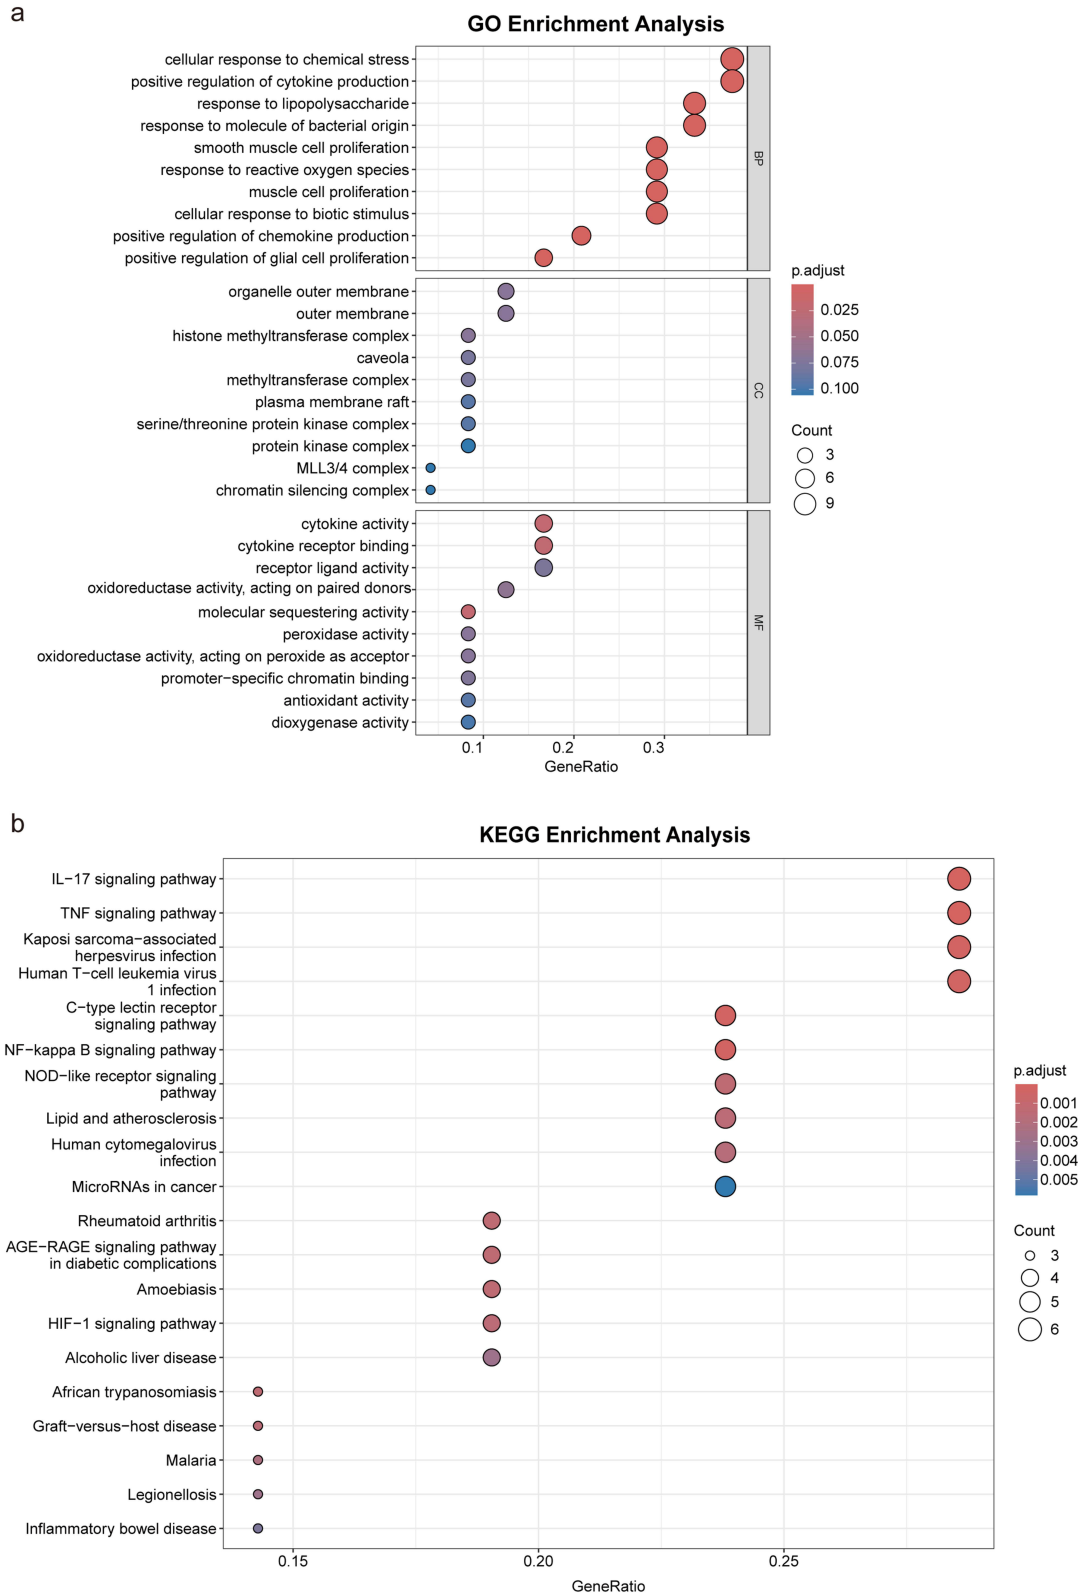 a
GO Enrichment Analysis
cellular response to chemical stress
positive regulation of cytokine production
response to lipopolysaccharide
response to molecule of bacterial origin
smooth muscle cell proliferation
response to reactive oxygen species
muscle cell proliferation
cellular response to biotic stimulus
positive regulation of chemokine production
positive regulation of glial cell proliferation
BP
organelle outer membrane
outer membrane
histone methyltransferase complex
caveola
methyltransferase complex
plasma membrane raft
serine/threonine protein kinase complex
protein kinase complex
MLL3/4 complex
chromatin silencing complex
CC
cytokine activity
cytokine receptor binding
receptor ligand activity
oxidoreductase activity, acting on paired donors
molecular sequestering activity
peroxidase activity
oxidoreductase activity, acting on peroxide as acceptor
promoter−specific chromatin binding
antioxidant activity
dioxygenase activity
MF
0.1 0.2 0.3
GeneRatio
p.adjust
0.025
0.050
0.075
0.100
Count
3
6
9
b
KEGG Enrichment Analysis
IL−17 signaling pathway
TNF signaling pathway
Kaposi sarcoma−associated
herpesvirus infection
Human T−cell leukemia virus
1 infection
C−type lectin receptor
signaling pathway
NF−kappa B signaling pathway
NOD−like receptor signaling
pathway
Lipid and atherosclerosis
Human cytomegalovirus
infection
MicroRNAs in cancer
Rheumatoid arthritis
AGE−RAGE signaling pathway
in diabetic complications
Amoebiasis
HIF−1 signaling pathway
Alcoholic liver disease
African trypanosomiasis
Graft−versus−host disease
Malaria
Legionellosis
Inflammatory bowel disease
0.15 0.20 0.25
GeneRatio
p.adjust
0.001
0.002
0.003
0.004
0.005
Count
3
4
5
6